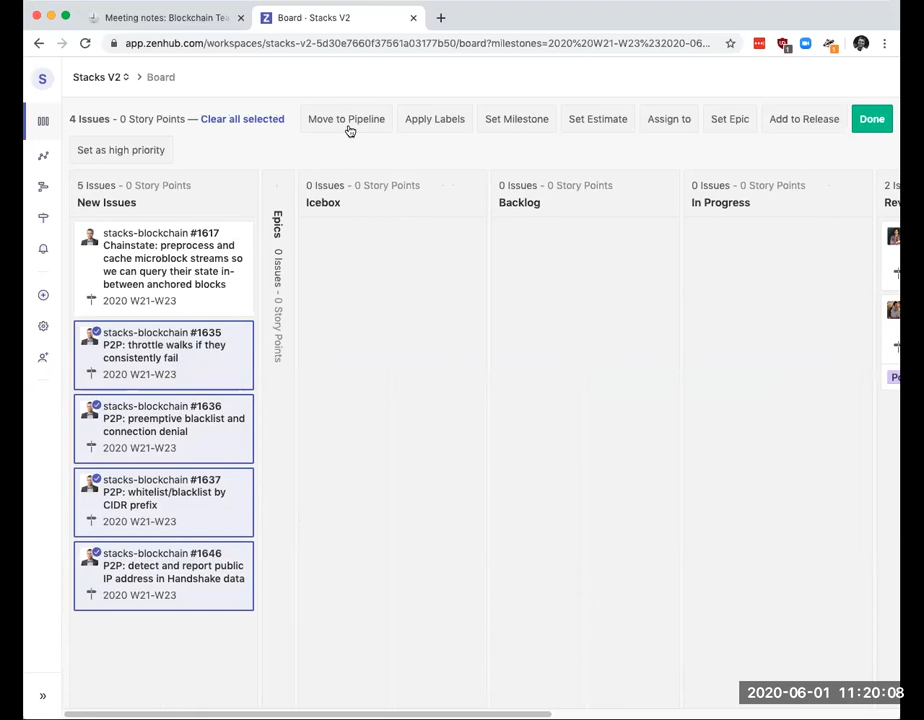 Meeting notes: Blockchain Tea
Board · Stacks V2
app.zenhub.com/workspaces/stacks-v2-5d30e7660f37561a03177b50/board?milestones=2020%20W21-W23%232020-06...
S
Stacks V2
Board
4 Issues - 0 Story Points — Clear all selected
Move to Pipeline
Apply Labels
Set Milestone
Set Estimate
Assign to
Set Epic
Add to Release
Done
Set as high priority
5 Issues - 0 Story Points
New Issues
stacks-blockchain #1617
Chainstate: preprocess and
cache microblock streams so
we can query their state in-
between anchored blocks
2020 W21-W23
stacks-blockchain #1635
P2P: throttle walks if they
consistently fail
2020 W21-W23
stacks-blockchain #1636
P2P: preemptive blacklist and
connection denial
2020 W21-W23
stacks-blockchain #1637
P2P: whitelist/blacklist by
CIDR prefix
2020 W21-W23
stacks-blockchain #1646
P2P: detect and report public
IP address in Handshake data
2020 W21-W23
Epics 0 Issues - 0 Story Points
0 Issues - 0 Story Points
Icebox
0 Issues - 0 Story Points
Backlog
0 Issues - 0 Story Points
In Progress
2 Is
Rev
Po
2020-06-01 11:20:08